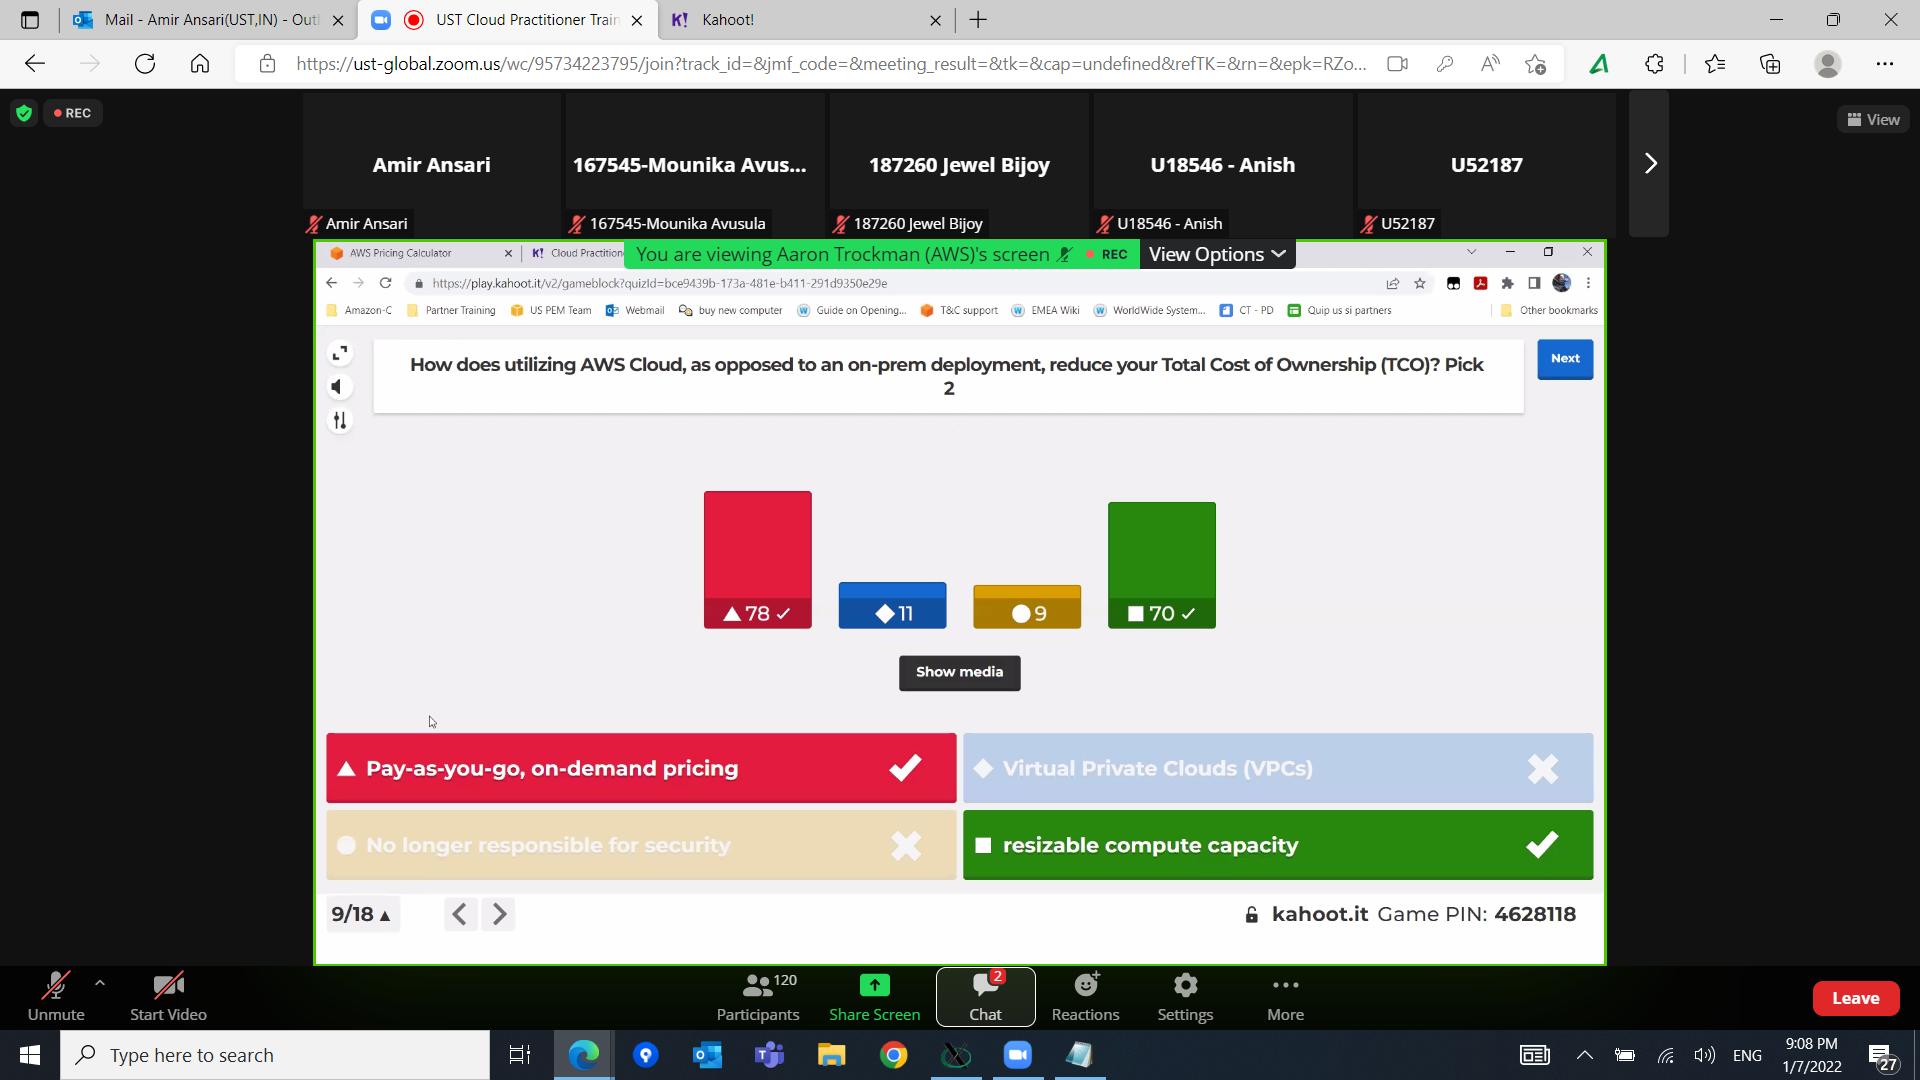 Mail - Amir Ansari(UST,IN) - Outl
UST Cloud Practitioner Train
K! Kahoot!
https://ust-global.zoom.us/wc/95734223795/join?track_id=&jmf_code=&meeting_result=&tk=&cap=undefined&refTK=&rn=&epk=RZo...
REC
View
Amir Ansari
167545-Mounika Avus...
187260 Jewel Bijoy
U18546 - Anish
U52187
Amir Ansari
167545-Mounika Avusula
187260 Jewel Bijoy
U18546 - Anish
U52187
AWS Pricing Calculator
K! Cloud Practition
You are viewing Aaron Trockman (AWS)'s screen
REC
View Options
https://play.kahoot.it/v2/gameblock?quizId=bce9439b-173a-481e-b411-291d9350e29e
Amazon-C
Partner Training
US PEM Team
Webmail
buy new computer
Guide on Opening...
T&C support
EMEA Wiki
WorldWide System...
CT - PD
Quip us si partners
Other bookmarks
How does utilizing AWS Cloud, as opposed to an on-prem deployment, reduce your Total Cost of Ownership (TCO)? Pick
2
Next
78
11
9
70
Show media
Pay-as-you-go, on-demand pricing
Virtual Private Clouds (VPCs)
No longer responsible for security
resizable compute capacity
9/18
kahoot.it Game PIN: 4628118
Unmute
Start Video
120
Participants
Share Screen
2
Chat
Reactions
Settings
More
Leave
Type here to search
ENG
9:08 PM
1/7/2022
27